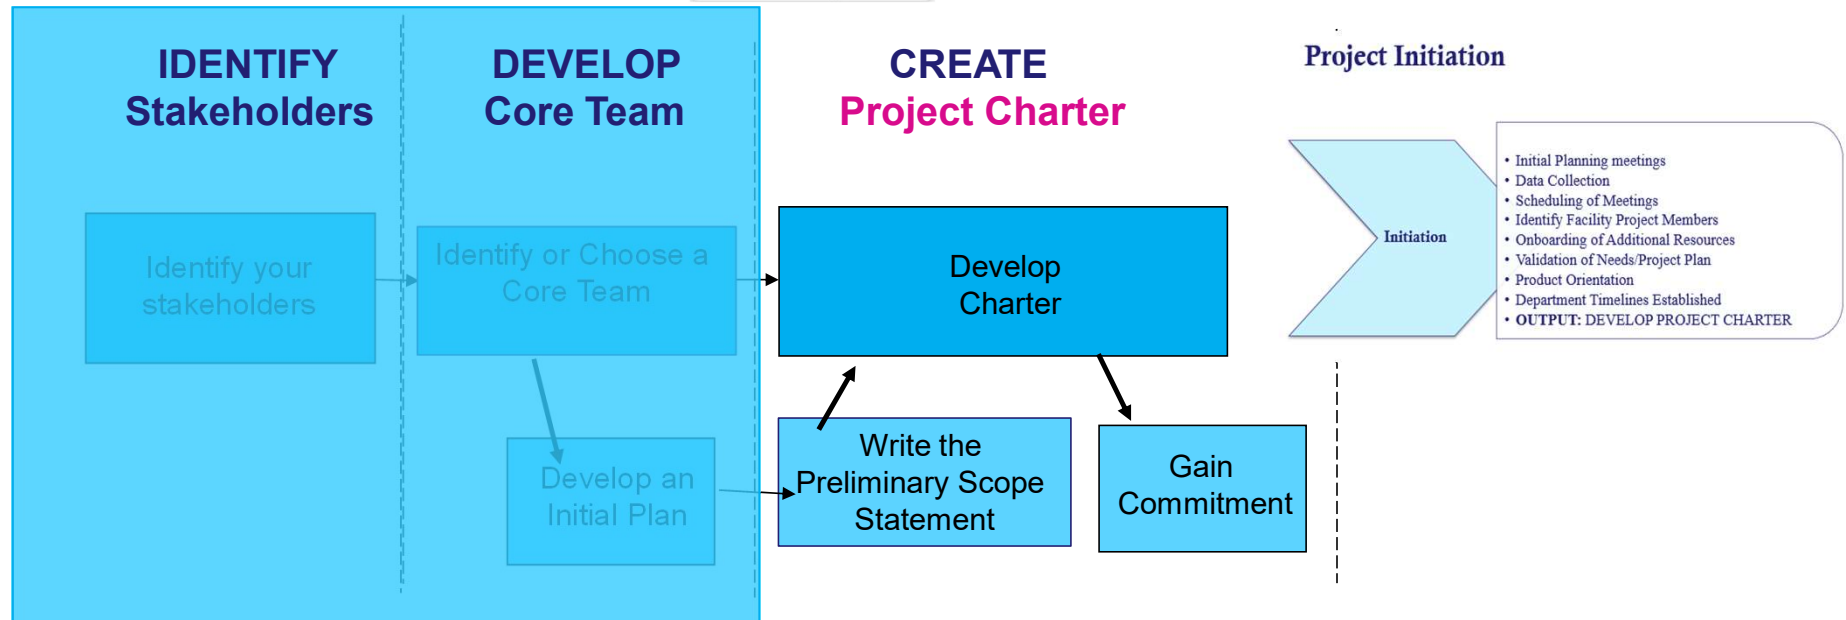 IDENTIFY
Stakeholders
DEVELOP
Core Team
CREATE
Project Charter
Project Initiation
Identify your
stakeholders
Identify or Choose a
Core Team
Develop
Charter
Develop an
Initial Plan
Write the
Preliminary Scope
Statement
Gain
Commitment
Initiation
• Initial Planning meetings
• Data Collection
• Scheduling of Meetings
• Identify Facility Project Members
• Onboarding of Additional Resources
• Validation of Needs/Project Plan
• Product Orientation
• Department Timelines Established
• OUTPUT: DEVELOP PROJECT CHARTER